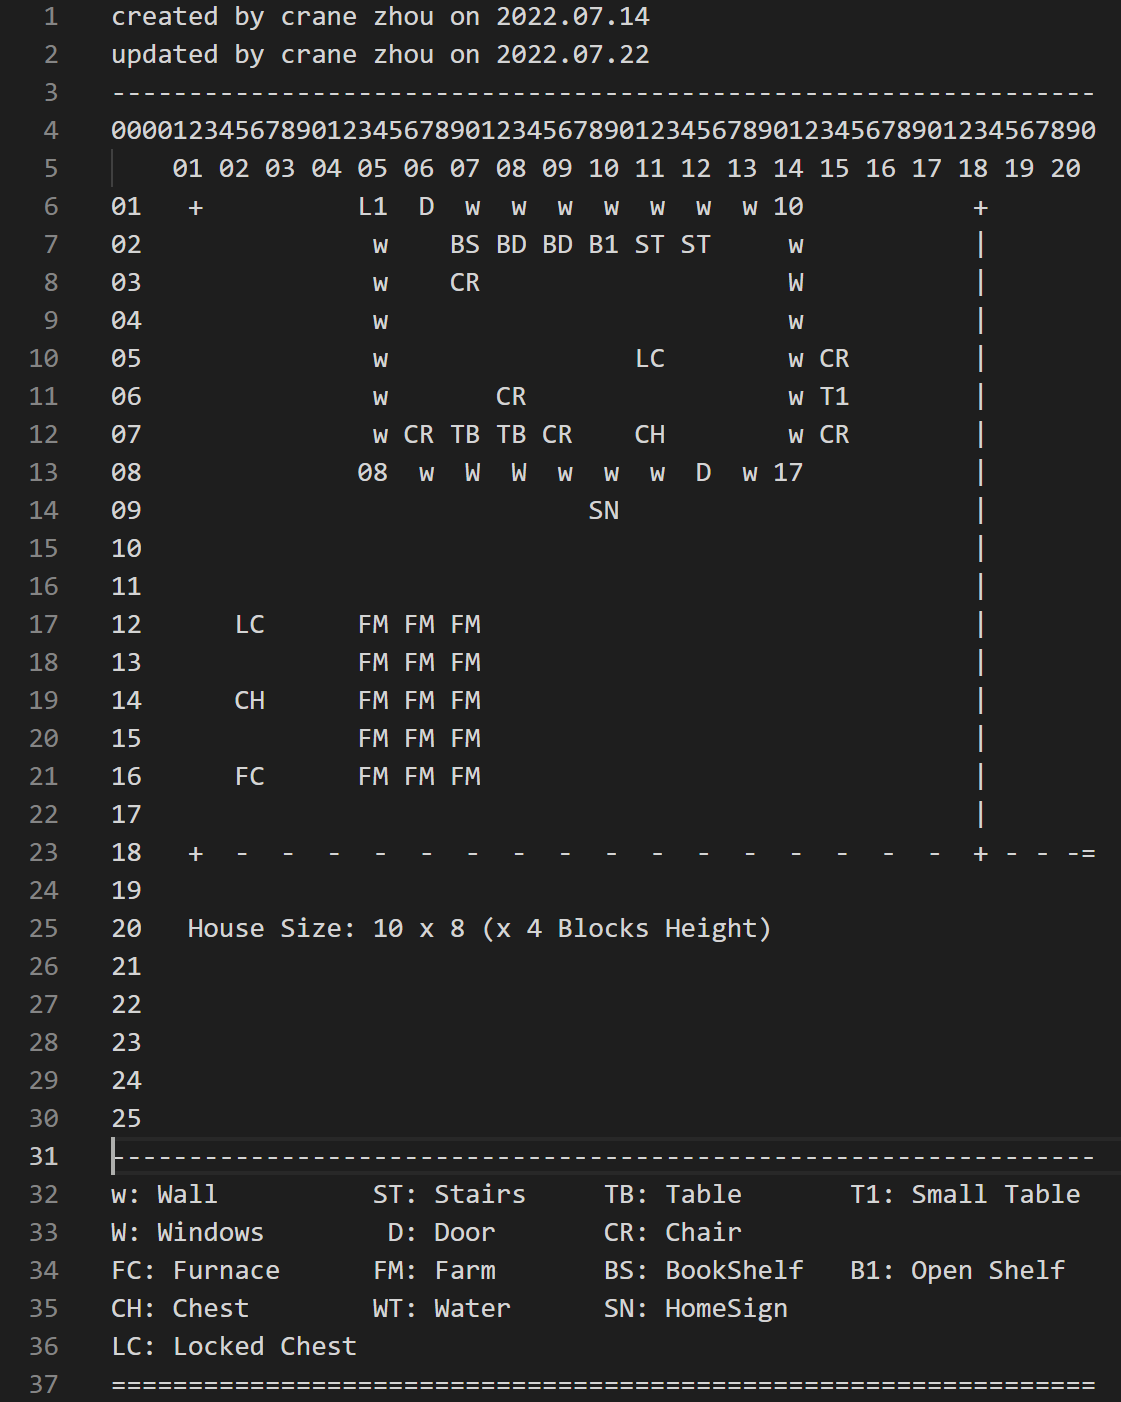 1 created by crane zhou on 2022.07.14
2 updated by crane zhou on 2022.07.22
3 ----------------------------------------------------------------
4 0000123456789012345678901234567890123456789012345678901234567890
5     01 02 03 04 05 06 07 08 09 10 11 12 13 14 15 16 17 18 19 20
6 01   +          L1  D  w  w  w  w  w  w  w 10           +
7 02               w    BS BD BD B1 ST ST     w           |
8 03               w    CR                    W           |
9 04               w                          w           |
10 05               w                LC        w CR        |
11 06               w       CR                 w T1        |
12 07               w CR TB TB CR    CH        w CR        |
13 08              08  w  W  W  w  w  w  D  w 17           |
14 09                             SN                       |
15 10                                                      |
16 11                                                      |
17 12      LC      FM FM FM                                |
18 13              FM FM FM                                |
19 14      CH      FM FM FM                                |
20 15              FM FM FM                                |
21 16      FC      FM FM FM                                |
22 17                                                      |
23 18   +  -  -  -  -  -  -  -  -  -  -  -  -  -  -  -  -  + - - -=
24 19
25 20   House Size: 10 x 8 (x 4 Blocks Height)
26 21
27 22
28 23
29 24
30 25
31 ----------------------------------------------------------------
32 w: Wall          ST: Stairs     TB: Table       T1: Small Table
33 W: Windows        D: Door       CR: Chair
34 FC: Furnace      FM: Farm       BS: BookShelf   B1: Open Shelf
35 CH: Chest        WT: Water      SN: HomeSign
36 LC: Locked Chest
37 ================================================================